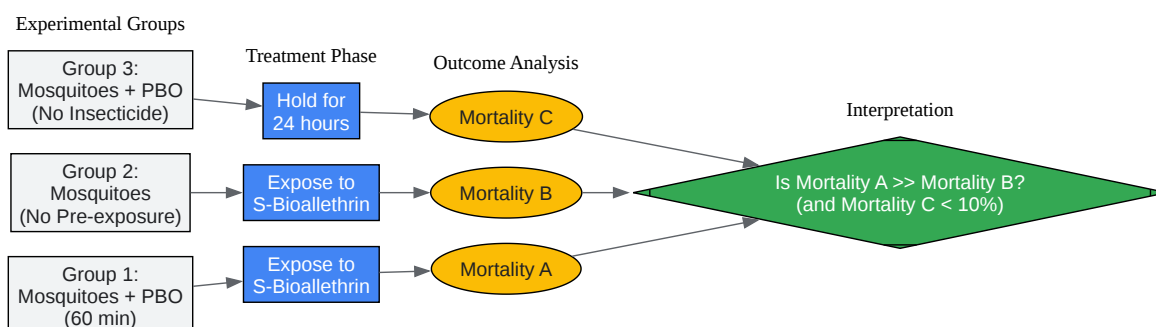 Experimental Groups
Group 3:
Mosquitoes + PBO
(No Insecticide)
Group 2:
Mosquitoes
(No Pre-exposure)
Group 1:
Mosquitoes + PBO
(60 min)
Treatment Phase
Hold for
24 hours
Expose to
S-Bioallethrin
Expose to
S-Bioallethrin
Outcome Analysis
Mortality C
Mortality B
Mortality A
Interpretation
Is Mortality A >> Mortality B?
(and Mortality C < 10%)